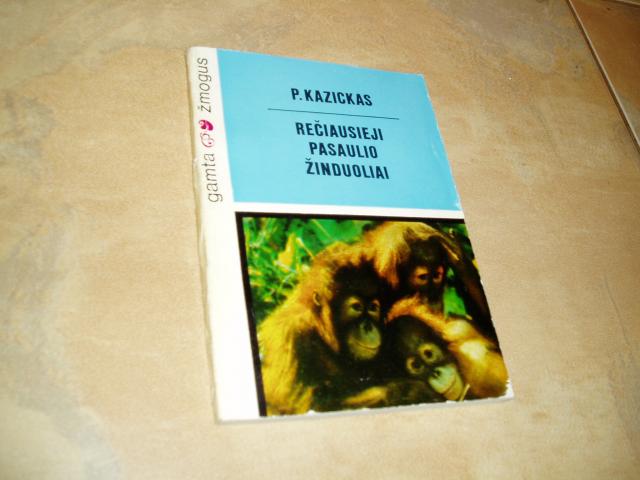 P. KAZICKAS
REČIAUSIEJI
PASAULIO
ŽINDUOLIAI
gamta žmogus